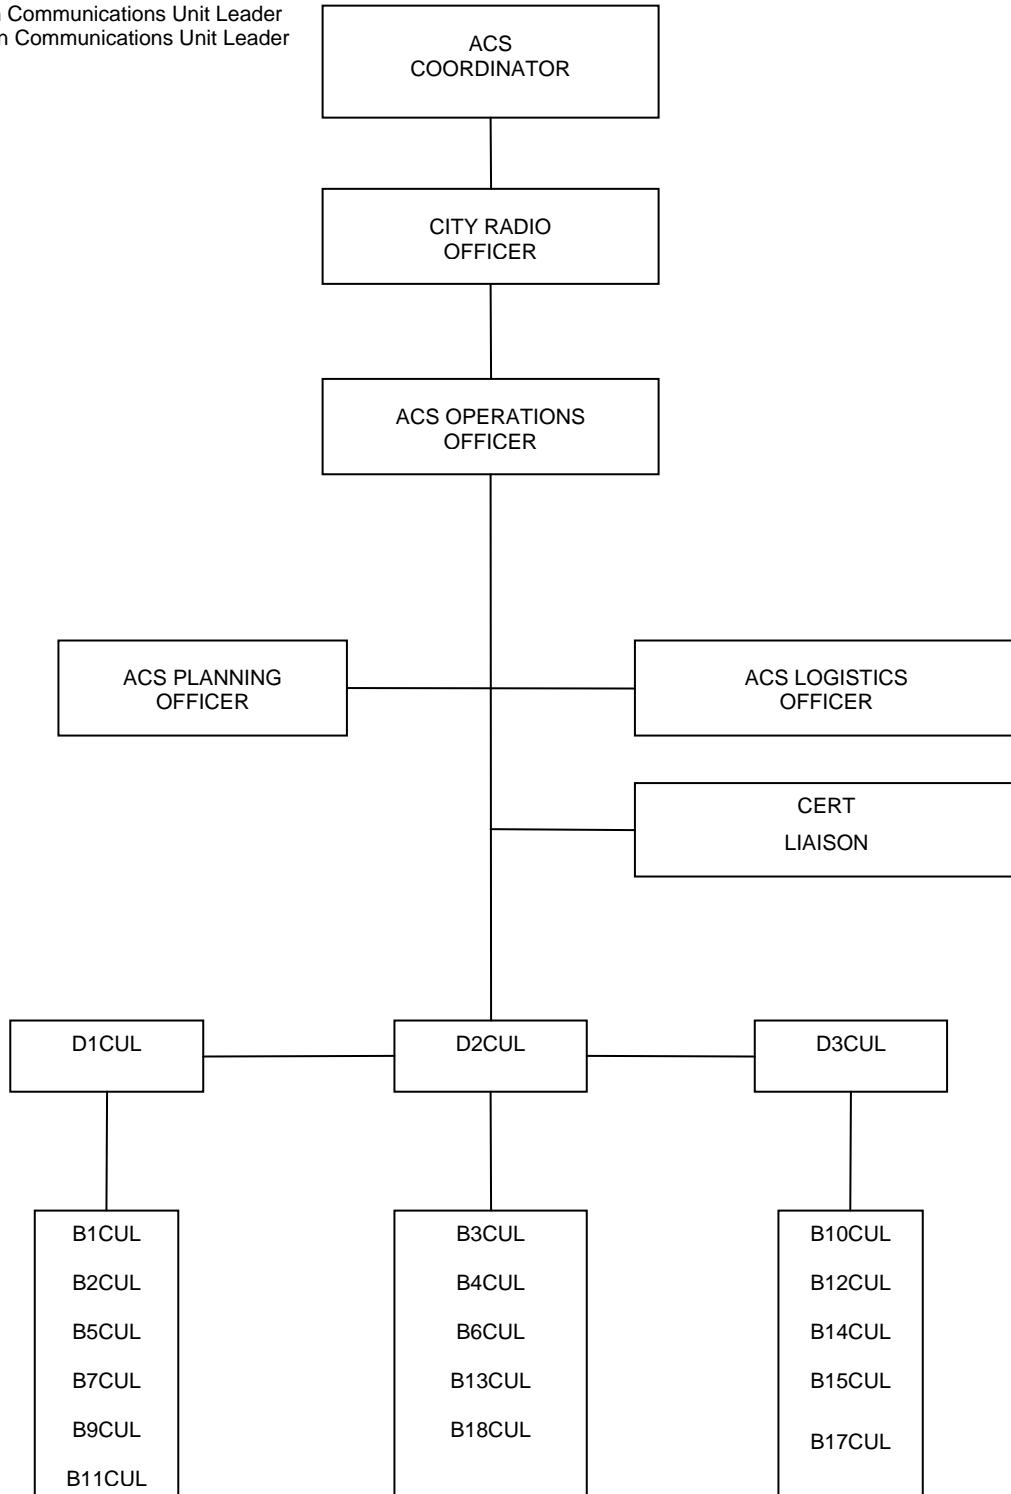 Communications Unit Leader
Communications Unit Leader
ACS
COORDINATOR
CITY RADIO
OFFICER
ACS OPERATIONS
OFFICER
ACS PLANNING
OFFICER
ACS LOGISTICS
OFFICER
CERT
LIAISON
D1CUL
D2CUL
D3CUL
B1CUL
B2CUL
B5CUL
B7CUL
B9CUL
B11CUL
B3CUL
B4CUL
B6CUL
B13CUL
B18CUL
B10CUL
B12CUL
B14CUL
B15CUL
B17CUL